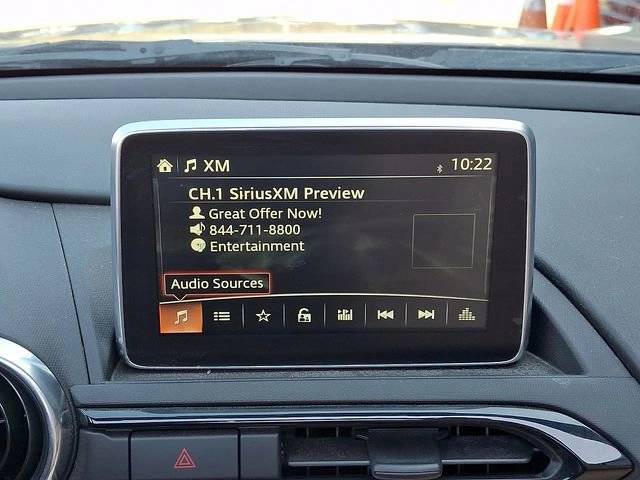 XM 10:22
CH.1 SiriusXM Preview
Great Offer Now!
844-711-8800
Entertainment
Audio Sources